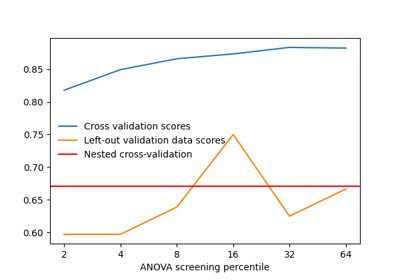 0.85
0.80
0.75
0.70
0.65
0.60
Cross validation scores
Left-out validation data scores
Nested cross-validation
2 4 8 16 32 64
ANOVA screening percentile